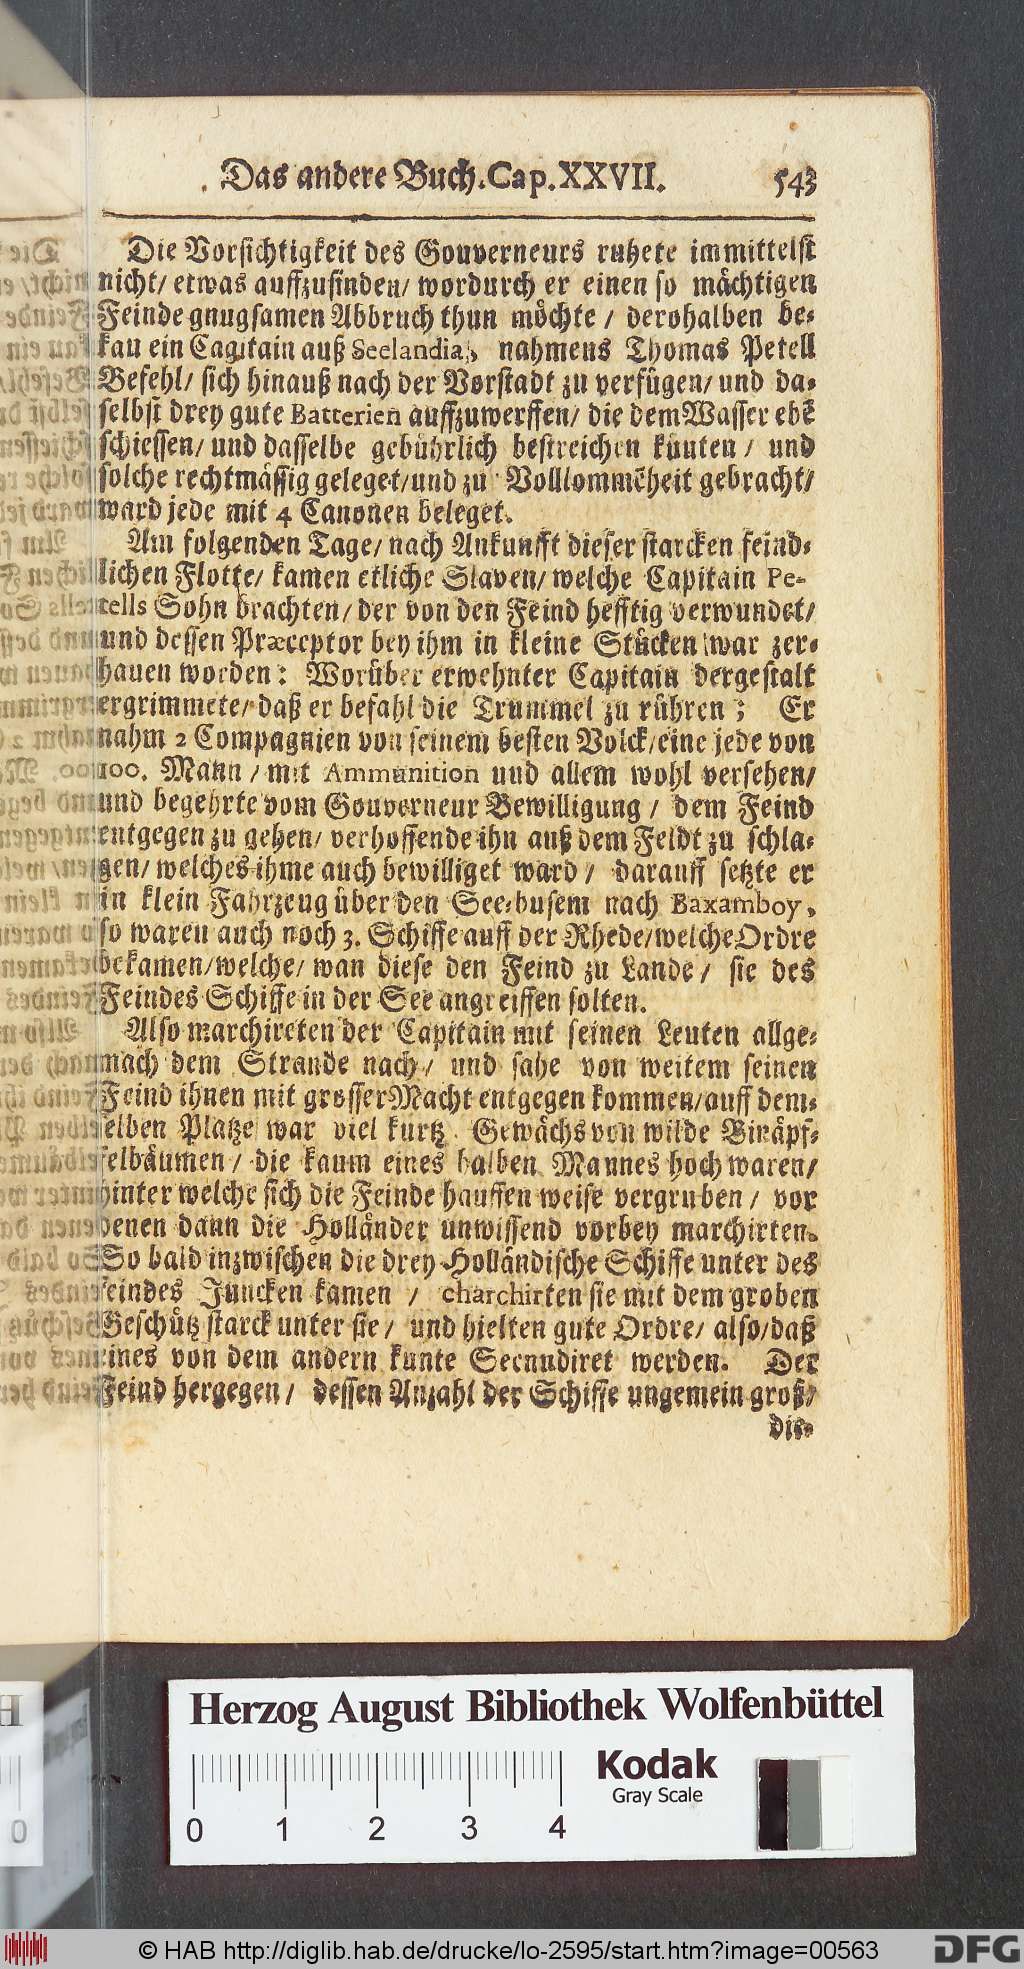 Das andere Buch. Cap. XXVII. 543
Die Vorsichtigkeit des Gouverneurs ruhete immittelst
nicht/ etwas auffzufinden/ wordurch er einen so mächtigen
Feinde gnugsamen Abbruch thun möchte / derohalben be-
kau ein Capitain auß Seelandia, nahmens Thomas Petell
Befehl/ sich hinauß nach der Vorstadt zu verfügen/ und da-
selbst drey gute Batterien auffzuwerffen/ die dem Wasser ebē
schiessen/ und dasselbe gebührlich bestreichen kunten / und
solche rechtmässig geleget/ und zu Volllommēheit gebracht/
ward jede mit 4 Canonen beleget.
Am folgenden Tage/ nach Ankunfft dieser starcken feind-
lichen Flotte/ kamen etliche Slaven/ welche Capitain Pe-
tells Sohn brachten/ der von den Feind hefftig verwundet/
und dessen Præceptor bey ihm in kleine Stücken war zer-
hauen worden: Worüber erwehnter Capitain dergestalt
ergrimmete/ daß er befahl die Trummel zu rühren; Er
nahm 2 Compagnien von seinem besten Volck/ eine jede von
100. Mann / mit Ammunition und allem wohl versehen/
und begehrte vom Gouverneur Bewilligung / dem Feind
entgegen zu gehen/ verhoffende ihn auß dem Feldt zu schla-
gen/ welches ihme auch bewilliget ward / darauff setzte er
in klein Fahrzeug über den See-busem nach Baxamboy,
so waren auch noch 3. Schiffe auff der Rhede/ welche Ordre
bekamen/ welche/ wan diese den Feind zu Lande / sie des
Feindes Schiffe in der See angreiffen solten.
Also marchireten der Capitain mit seinen Leuten allge-
mach dem Strande nach / und sahe von weitem seinen
Feind ihnen mit grosser Macht entgegen kommen/ auff dem-
selben Platze war viel kurtz Gewächs von wilde Binäpf-
felbäumen / die kaum eines halben Mannes hoch waren/
hinter welche sich die Feinde hauffen weise vergruben / vor
denen dann die Holländer unwissend vorbey marchirten.
So bald inzwischen die drey Holländische Schiffe unter des
Feindes Juncken kamen / charchirten sie mit dem groben
Geschütz starck unter sie / und hielten gute Ordre/ also/ daß
eines von dem andern kunte Secnudiret werden. Der
Feind hergegen / dessen Anzahl der Schiffe ungemein groß/
die-
Herzog August Bibliothek Wolfenbüttel
Kodak
Gray Scale
0 1 2 3 4
© HAB http://diglib.hab.de/drucke/lo-2595/start.htm?image=00563
DFG